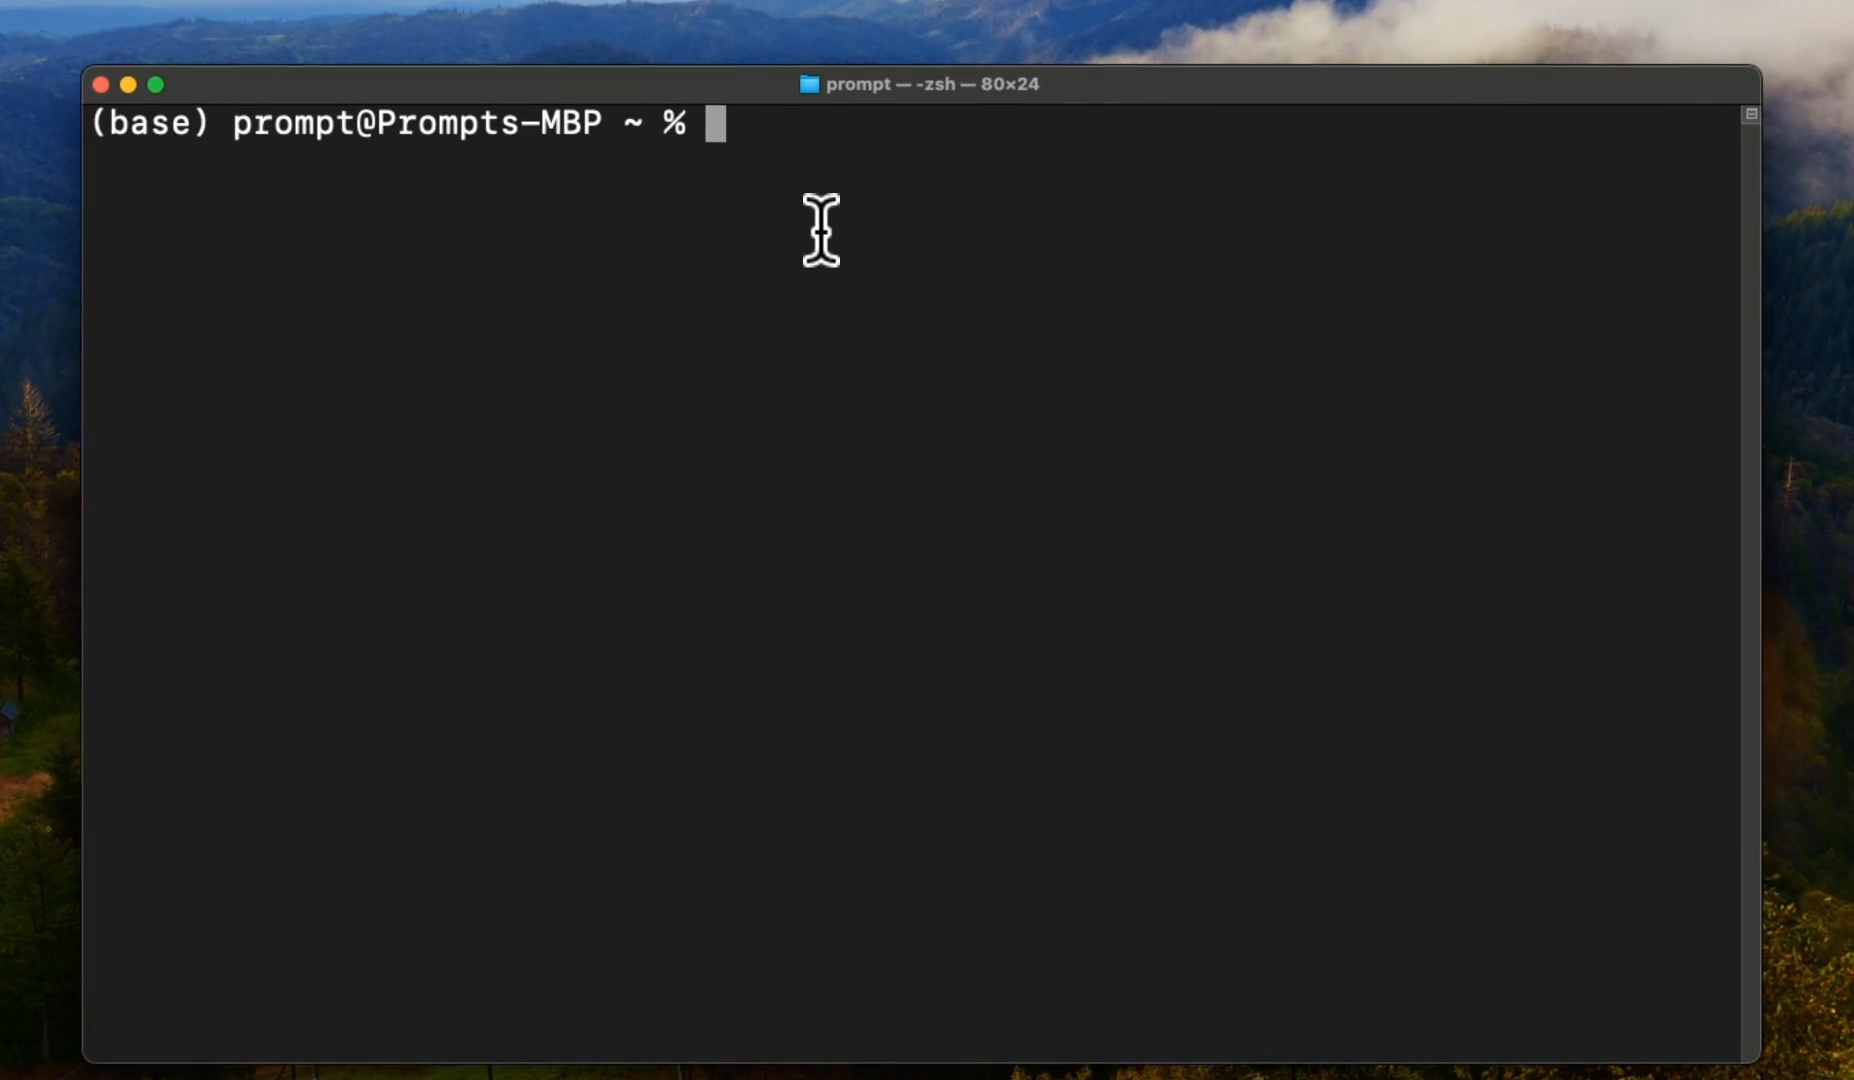 prompt — -zsh — 80×24
(base) prompt@Prompts-MBP ~ %